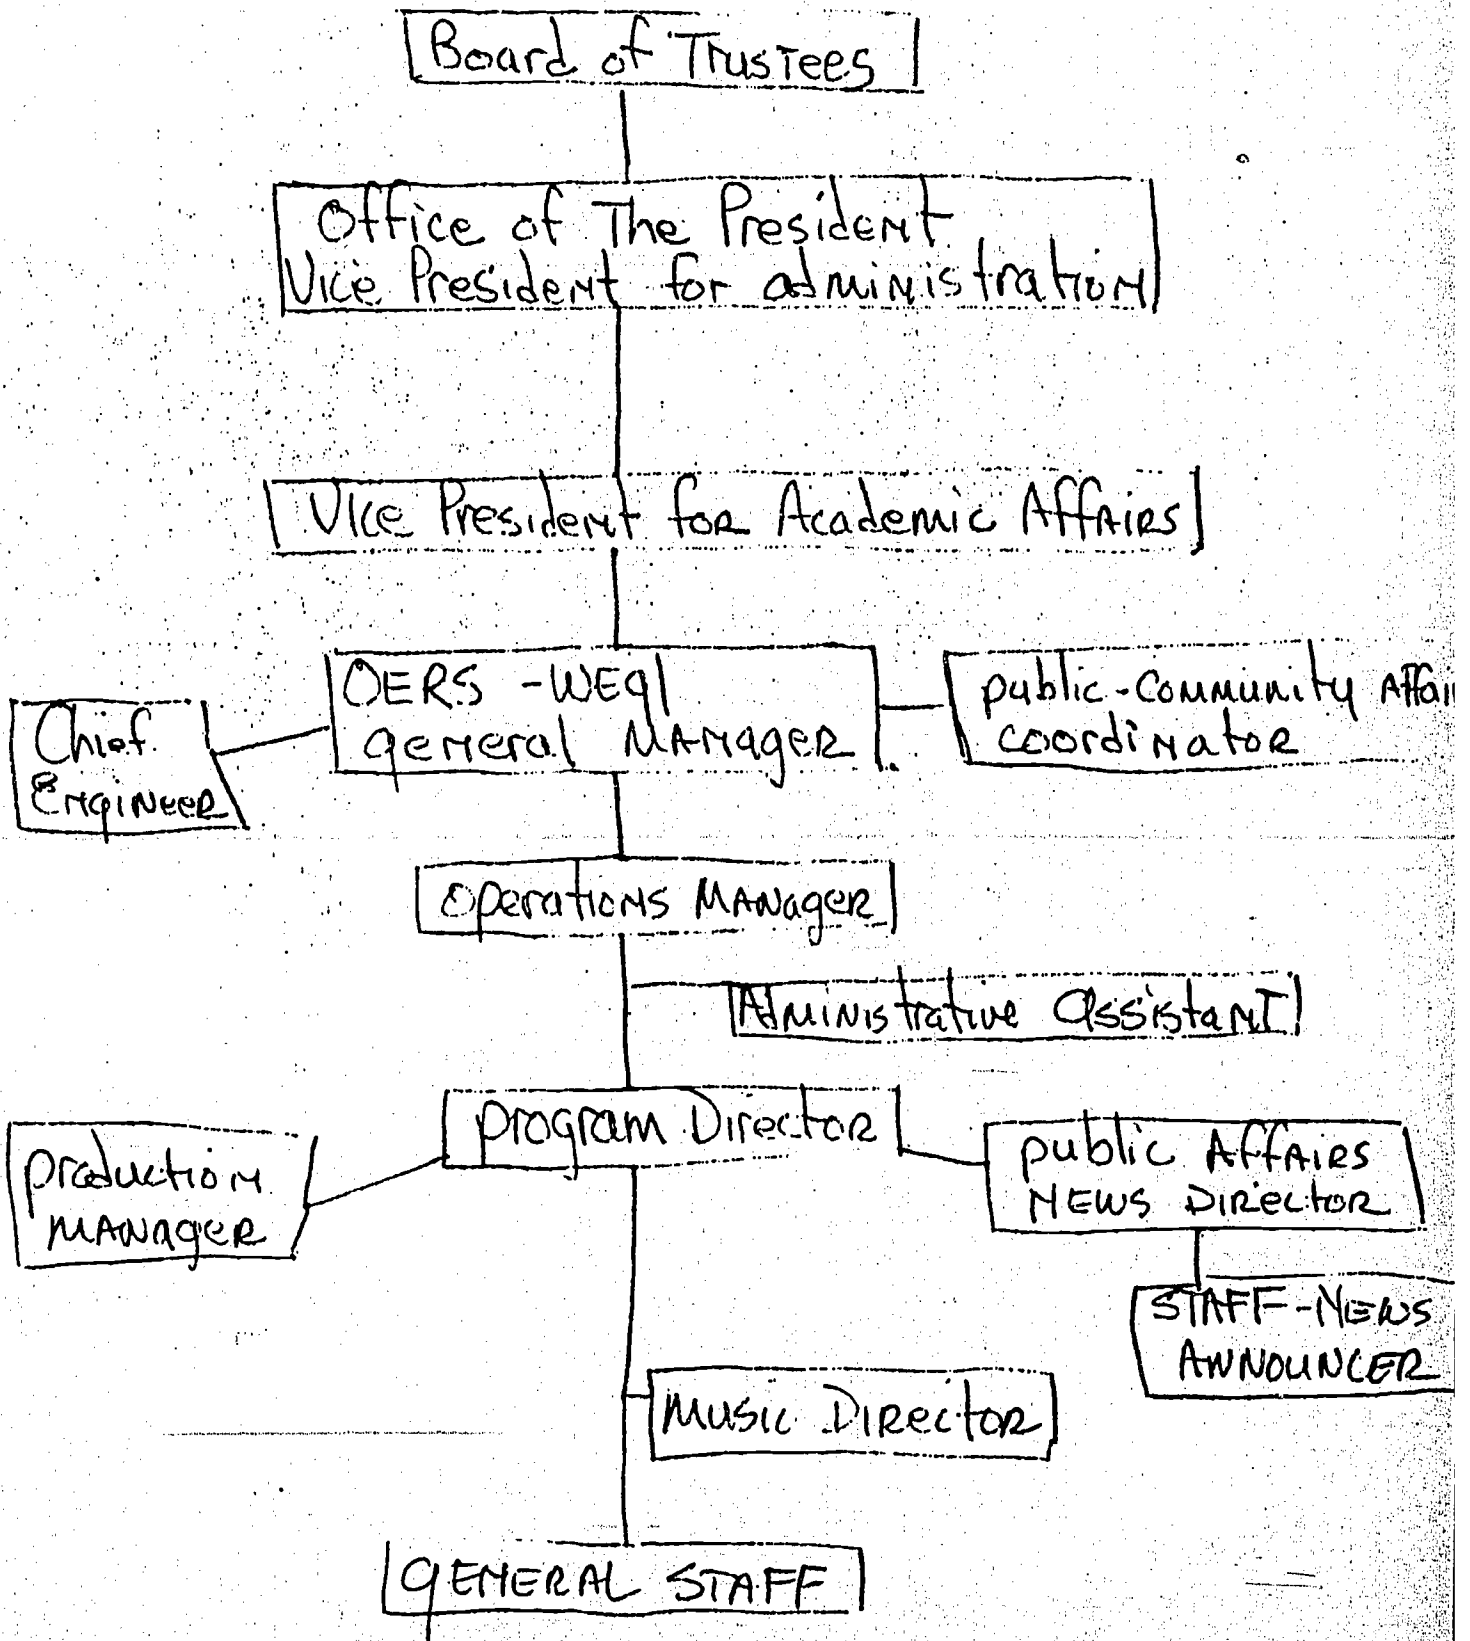 Board of Trustees
Office of The President
Vice President for administration
Vice President for Academic Affairs
OERS - WEQ1
general MANager
public-Community Affai
coordinator
Chief
Engineer
Operations MANager
Administrative assistant
program Director
production
MANager
public Affairs
NEWS Director
STAFF-NEWS
ANNOUNCER
Music Director
gENERAL STAFF